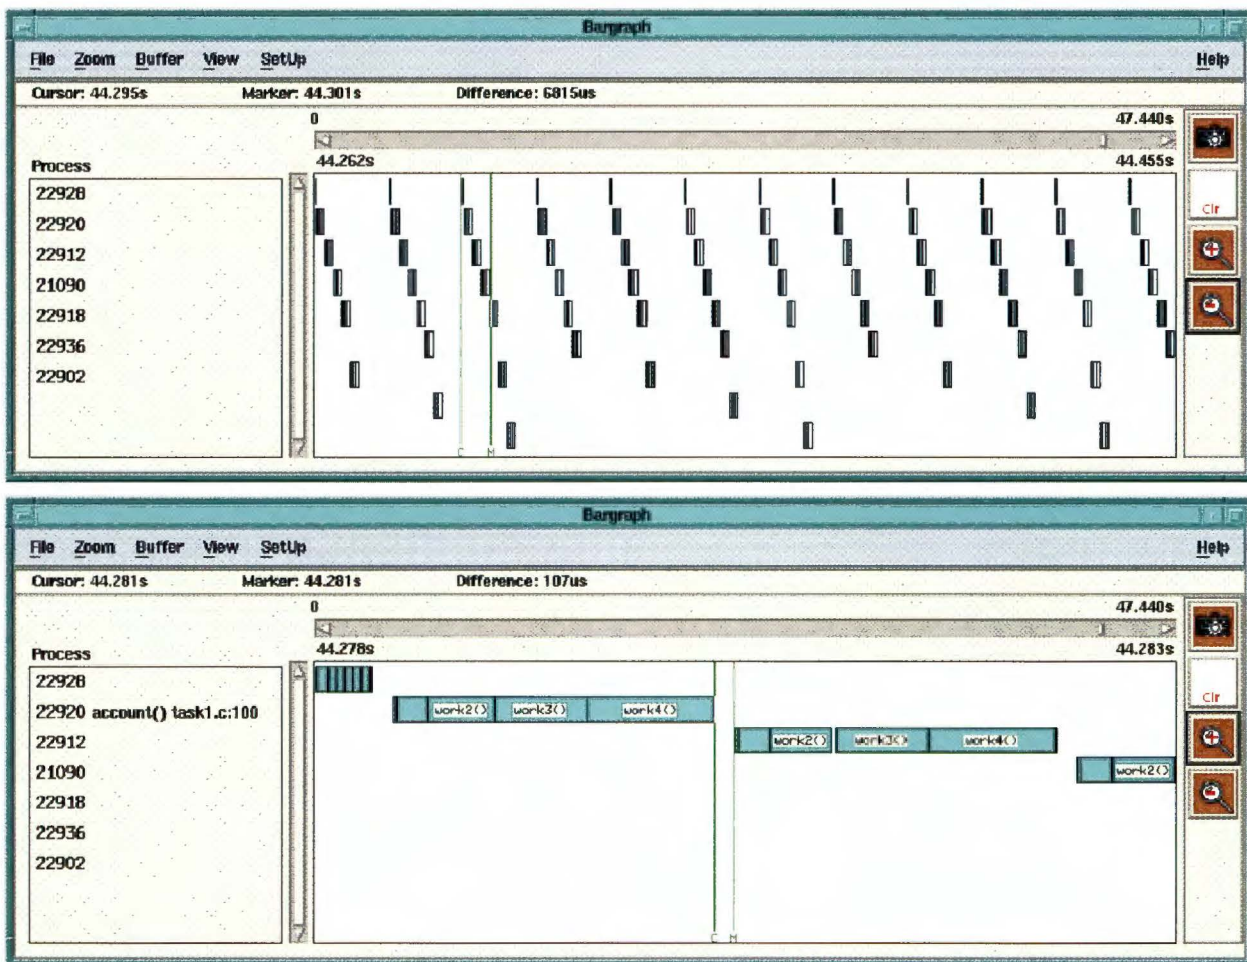 Bargraph
File Zoom Buffer View SetUp Help
Cursor: 44.295s Marker: 44.301s Difference: 6815us
0 47.440s
Process 44.262s 44.455s
22928
22920
22912
21090
22918
22936
22902
Clr
C M
Bargraph
File Zoom Buffer View SetUp Help
Cursor: 44.281s Marker: 44.281s Difference: 107us
0 47.440s
Process 44.278s 44.283s
22928
22920 account() task1.c:100 work2() work3() work4()
22912 work2() work3() work4()
21090 work2()
22918
22936
22902
Clr
C M